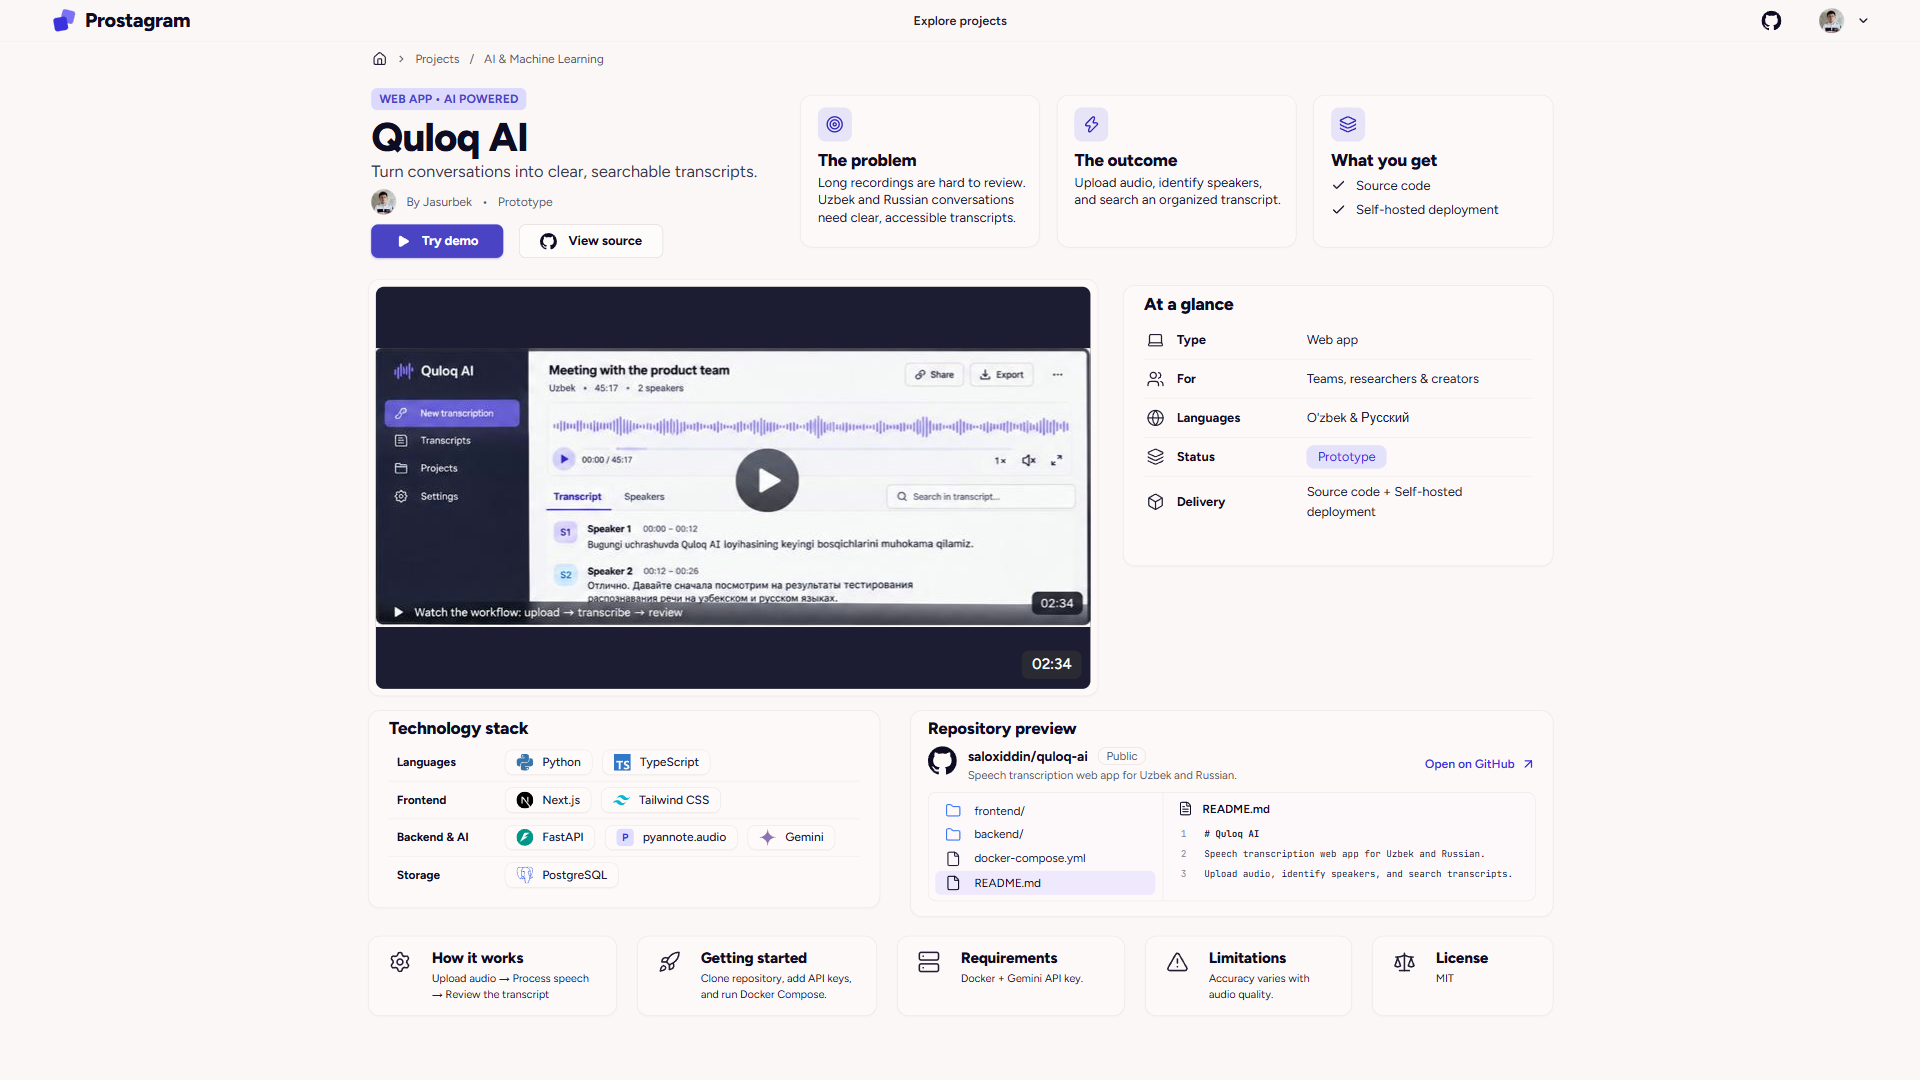 Prostagram
Explore projects
Projects / AI & Machine Learning
WEB APP • AI POWERED
Quloq AI
Turn conversations into clear, searchable transcripts.
By Jasurbek • Prototype
Try demo
View source
The problem
Long recordings are hard to review.
Uzbek and Russian conversations
need clear, accessible transcripts.
The outcome
Upload audio, identify speakers,
and search an organized transcript.
What you get
Source code
Self-hosted deployment
Quloq AI
New transcription
Transcripts
Projects
Settings
Meeting with the product team
Uzbek • 45:17 • 2 speakers
Share
Export
00:00 / 45:17
1×
Transcript
Speakers
Search in transcript...
S1
Speaker 1 00:00 – 00:12
Bugungi uchrashuvda Quloq AI loyihasining keyingi bosqichlarini muhokama qilamiz.
S2
Speaker 2 00:12 – 00:26
Отлично. Давайте сначала посмотрим на результаты тестирования
распознавания речи на узбекском и русском языках.
Watch the workflow: upload → transcribe → review
02:34
02:34
At a glance
Type Web app
For Teams, researchers & creators
Languages O'zbek & Русский
Status Prototype
Delivery Source code + Self-hosted
deployment
Technology stack
Languages Python TS TypeScript
Frontend N Next.js Tailwind CSS
Backend & AI FastAPI P pyannote.audio Gemini
Storage PostgreSQL
Repository preview
saloxiddin/quloq-ai Public
Speech transcription web app for Uzbek and Russian.
Open on GitHub
frontend/
backend/
docker-compose.yml
README.md
README.md
1 # Quloq AI
2 Speech transcription web app for Uzbek and Russian.
3 Upload audio, identify speakers, and search transcripts.
How it works
Upload audio → Process speech
→ Review the transcript
Getting started
Clone repository, add API keys,
and run Docker Compose.
Requirements
Docker + Gemini API key.
Limitations
Accuracy varies with
audio quality.
License
MIT